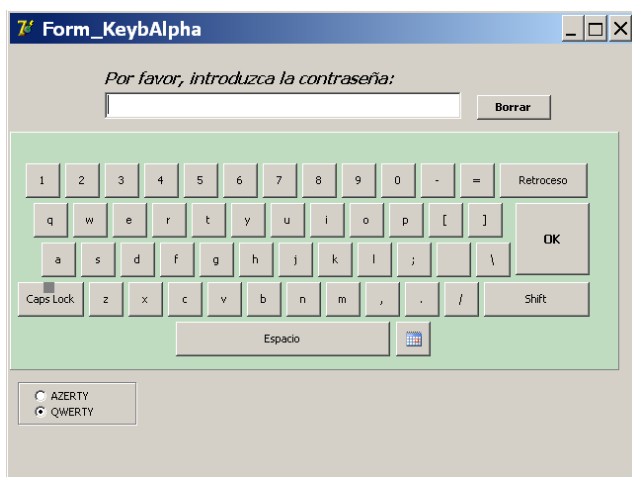 Form_KeybAlpha
Por favor, introduzca la contraseña:
Borrar
1 2 3 4 5 6 7 8 9 0 - = Retroceso
q w e r t y u i o p [ ]
OK
a s d f g h j k l ; \
Caps Lock z x c v b n m , . / Shift
Espacio
AZERTY
QWERTY